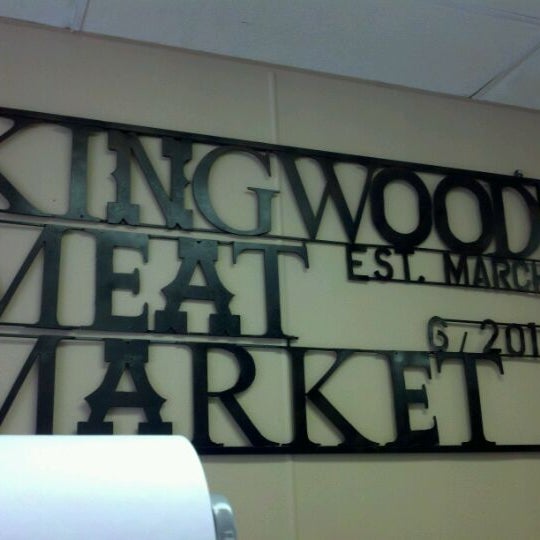 KINGWOOD
MEAT
EST. MARCH
6, 201
MARKET